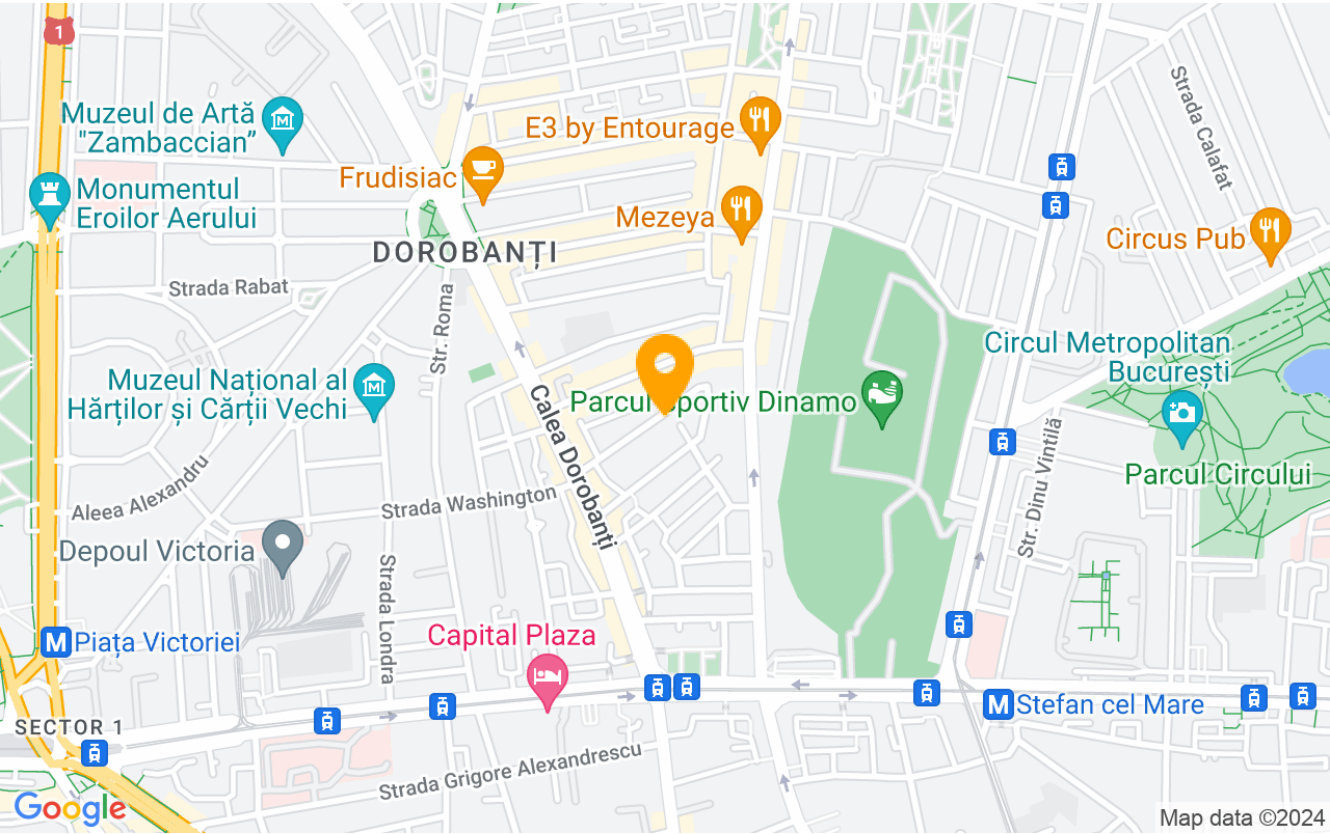 1
Muzeul de Artă
"Zambaccian”
E3 by Entourage
Strada Calafat
Frudisiac
Monumentul
Eroilor Aerului
Mezeya
Circus Pub
DOROBANȚI
Strada Rabat
Str. Roma
Circul Metropolitan
București
Muzeul Național al
Hărților și Cărții Vechi
Calea Dorobanți
Parcul Sportiv Dinamo
Str. Dinu Vintilă
Parcul Circului
Aleea Alexandru
Strada Washington
Depoul Victoria
Strada Londra
M Piața Victoriei
Capital Plaza
SECTOR 1
M Stefan cel Mare
Strada Grigore Alexandrescu
Google
Map data ©2024